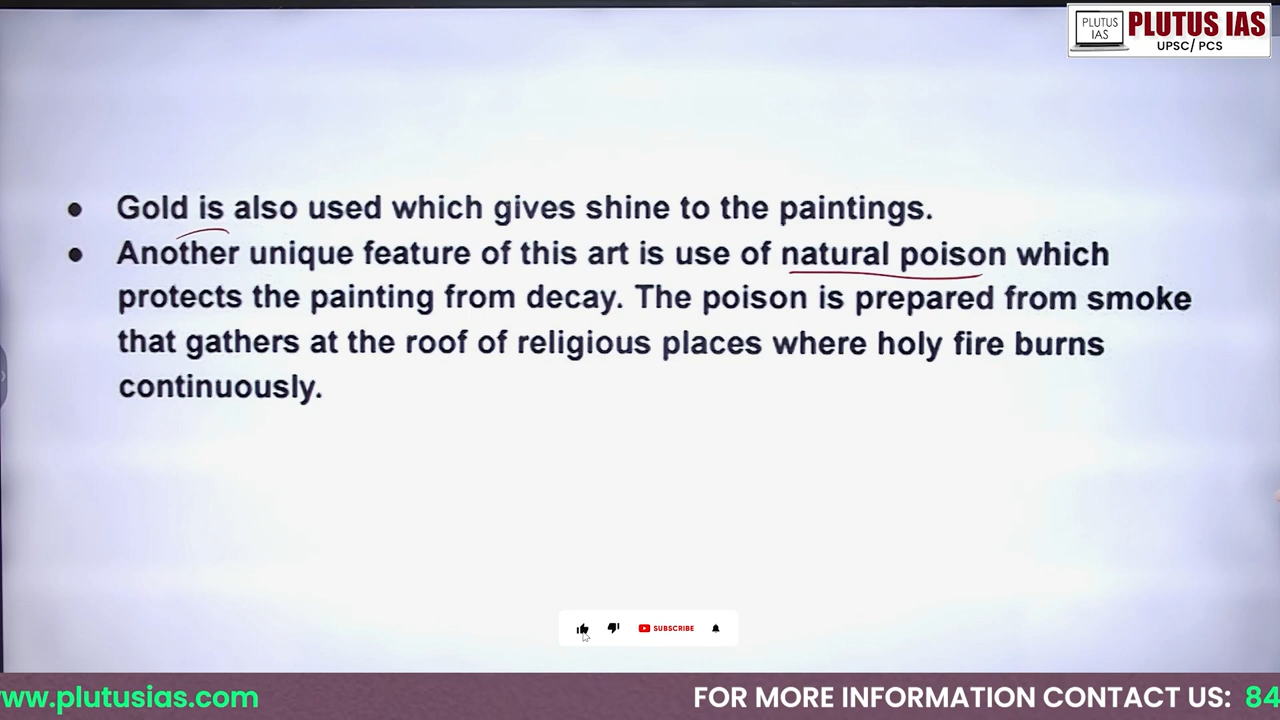 PLUTUS IAS
PLUTUS IAS
UPSC/ PCS
Gold is also used which gives shine to the paintings.
Another unique feature of this art is use of natural poison which
protects the painting from decay. The poison is prepared from smoke
that gathers at the roof of religious places where holy fire burns
continuously.
SUBSCRIBE
www.plutusias.com
FOR MORE INFORMATION CONTACT US: 84